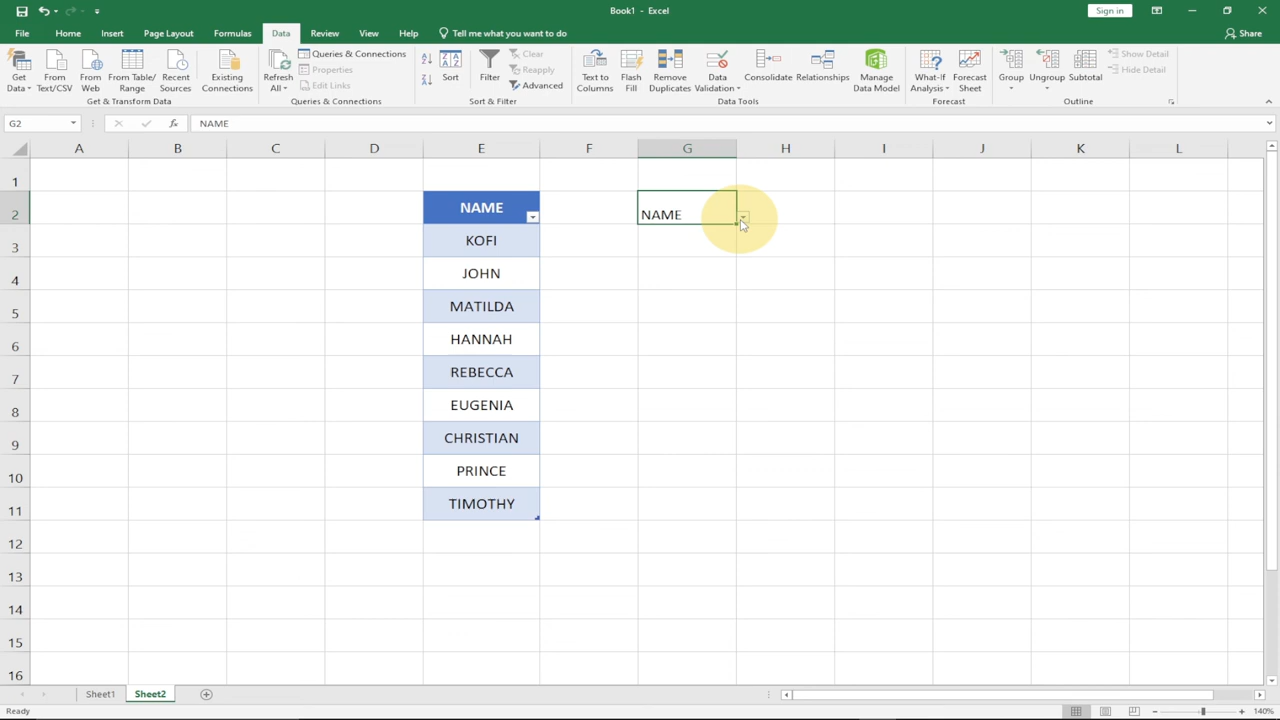 Book1 - Excel
Sign in
File Home Insert Page Layout Formulas Data Review View Help Tell me what you want to do Share
Get Data
From Text/CSV
From Web
From Table/ Range
Recent Sources
Get & Transform Data
Existing Connections
Refresh All
Queries & Connections
Properties
Edit Links
Queries & Connections
Sort
Filter
Clear
Reapply
Advanced
Sort & Filter
Text to Columns
Flash Fill
Remove Duplicates
Data Validation
Consolidate
Relationships
Manage Data Model
Data Tools
What-If Analysis
Forecast Sheet
Forecast
Group
Ungroup
Subtotal
Show Detail
Hide Detail
Outline
G2 fx NAME
A B C D E F G H I J K L
1
2 NAME NAME
3 KOFI
4 JOHN
5 MATILDA
6 HANNAH
7 REBECCA
8 EUGENIA
9 CHRISTIAN
10 PRINCE
11 TIMOTHY
12
13
14
15
16
Sheet1 Sheet2
Ready 140%